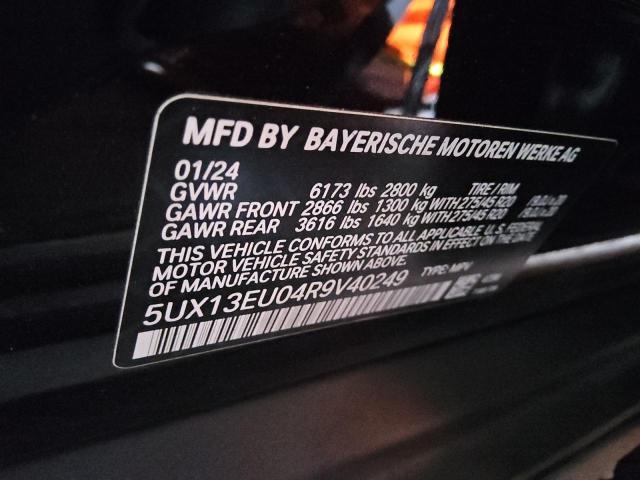 MFD BY BAYERISCHE MOTOREN WERKE AG
01/24
GVWR 6173 lbs 2800 kg TIRE / RIM
GAWR FRONT 2866 lbs 1300 kg WITH 275/45 R20
GAWR REAR 3616 lbs 1640 kg WITH 275/45 R20
THIS VEHICLE CONFORMS TO ALL APPLICABLE U.S. FEDERAL
MOTOR VEHICLE SAFETY STANDARDS IN EFFECT ON THE DATE
OF MANUFACTURE SHOWN ABOVE.
5UX13EU04R9V40249 TYPE: MPV